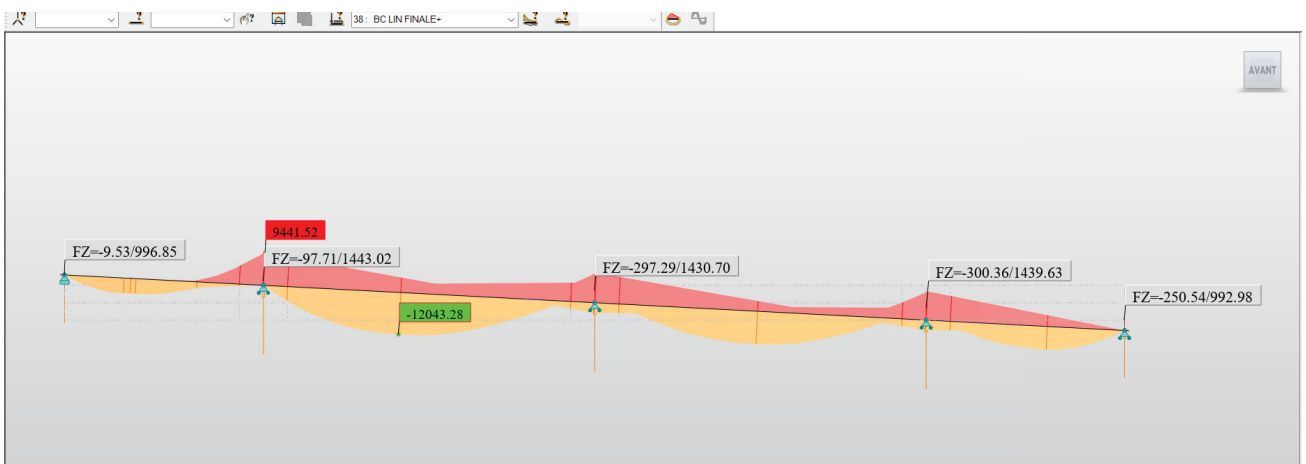 38 : BC LIN FINALE+
AVANT
9441.52
FZ=-9.53/996.85
FZ=-97.71/1443.02
FZ=-297.29/1430.70
FZ=-300.36/1439.63
FZ=-250.54/992.98
-12043.28